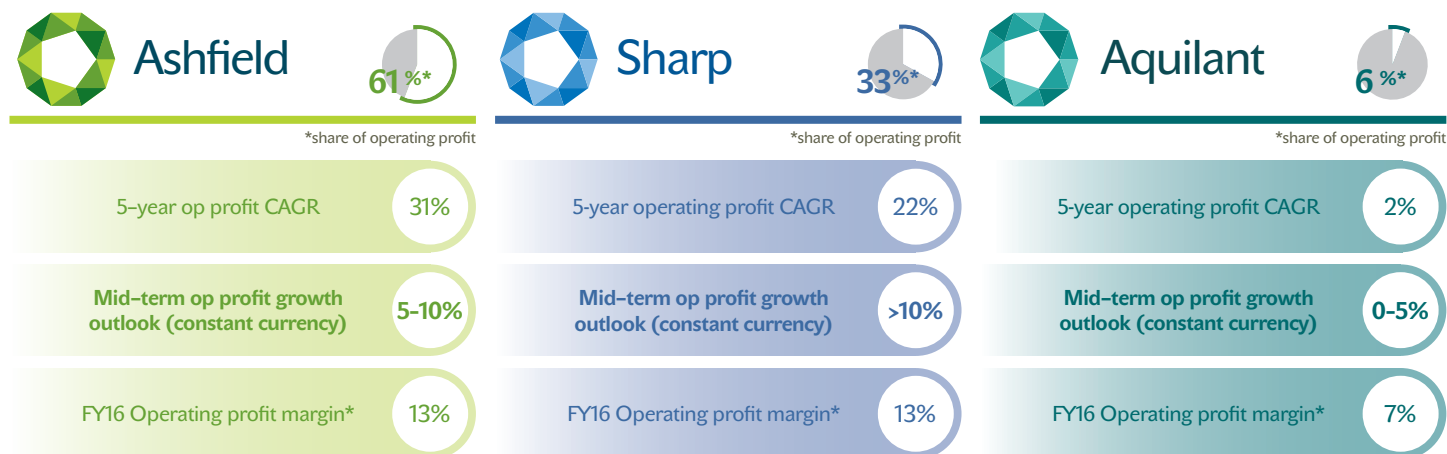 Ashfield
61%*
*share of operating profit
5-year op profit CAGR
31%
Mid-term op profit growth
outlook (constant currency)
5-10%
FY16 Operating profit margin*
13%
Sharp
33%*
*share of operating profit
5-year operating profit CAGR
22%
Mid-term op profit growth
outlook (constant currency)
>10%
FY16 Operating profit margin*
13%
Aquilant
6%*
*share of operating profit
5-year operating profit CAGR
2%
Mid-term op profit growth
outlook (constant currency)
0-5%
FY16 Operating profit margin*
7%